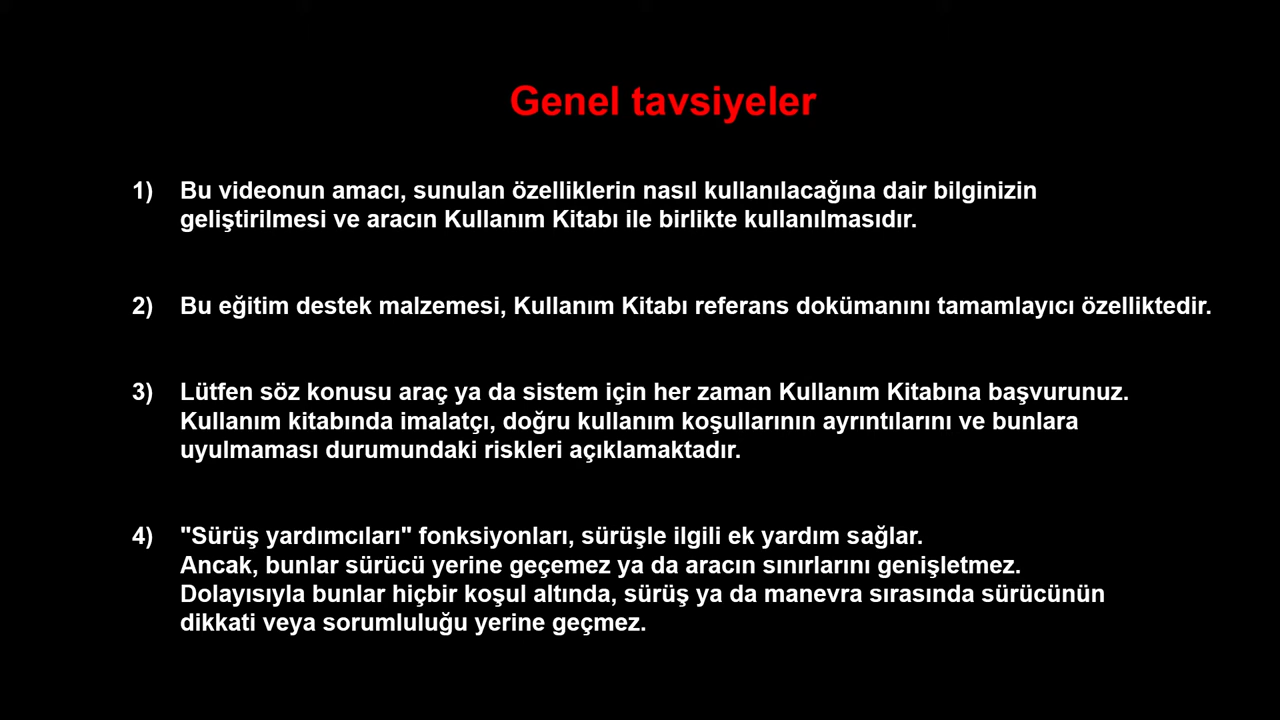 Genel tavsiyeler
1) Bu videonun amacı, sunulan özelliklerin nasıl kullanılacağına dair bilginizin
geliştirilmesi ve aracın Kullanım Kitabı ile birlikte kullanılmasıdır.
2) Bu eğitim destek malzemesi, Kullanım Kitabı referans dokümanını tamamlayıcı özelliktedir.
3) Lütfen söz konusu araç ya da sistem için her zaman Kullanım Kitabına başvurunuz.
Kullanım kitabında imalatçı, doğru kullanım koşullarının ayrıntılarını ve bunlara
uyulmaması durumundaki riskleri açıklamaktadır.
4) "Sürüş yardımcıları" fonksiyonları, sürüşle ilgili ek yardım sağlar.
Ancak, bunlar sürücü yerine geçemez ya da aracın sınırlarını genişletmez.
Dolayısıyla bunlar hiçbir koşul altında, sürüş ya da manevra sırasında sürücünün
dikkati veya sorumluluğu yerine geçmez.